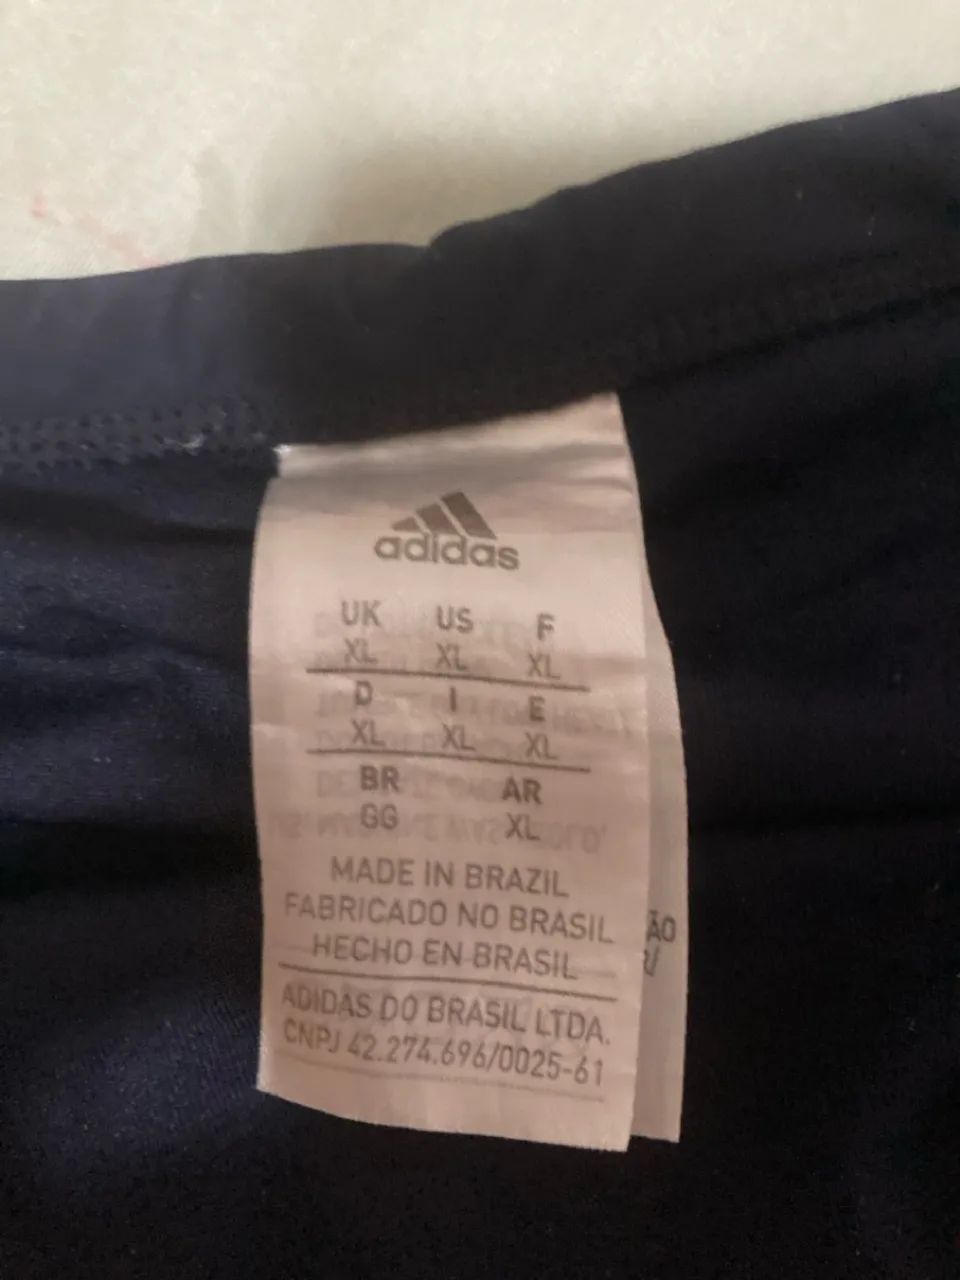 adidas
UK US F
XL XL XL
D I E
XL XL XL
BR AR
GG XL
MADE IN BRAZIL
FABRICADO NO BRASIL
HECHO EN BRASIL
ADIDAS DO BRASIL LTDA.
CNPJ 42.274.696/0025-61
ÃO